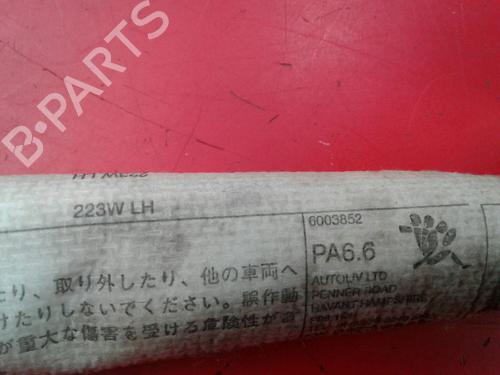 B-PARTS
223W LH
6003852
PA6.6
AUTOLIV LTD
PENNER ROAD
HAVANT HAMPSHIRE
たり、取り外したり、他の車両へ
けたりしないでください。誤作動
が重大な傷害を受ける危険性が